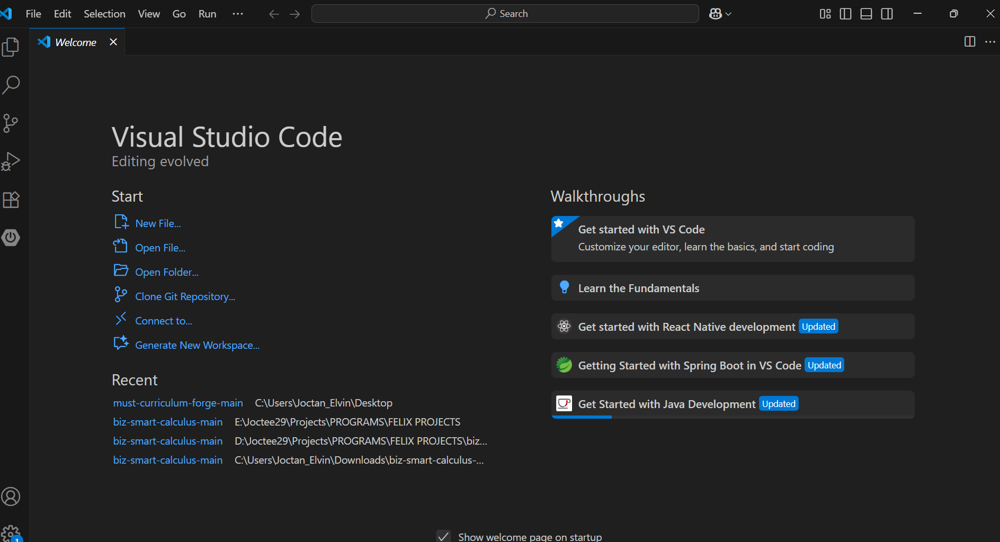 File Edit Selection View Go Run ··· Search
Welcome
Visual Studio Code
Editing evolved
Start
New File...
Open File...
Open Folder...
Clone Git Repository...
Connect to...
Generate New Workspace...
Recent
must-curriculum-forge-main C:\Users\Joctan_Elvin\Desktop
biz-smart-calculus-main E:\Joctee29\Projects\PROGRAMS\FELIX PROJECTS
biz-smart-calculus-main D:\Joctee29\Projects\PROGRAMS\FELIX PROJECTS\biz...
biz-smart-calculus-main C:\Users\Joctan_Elvin\Downloads\biz-smart-calculus-...
Walkthroughs
Get started with VS Code
Customize your editor, learn the basics, and start coding
Learn the Fundamentals
Get started with React Native development Updated
Getting Started with Spring Boot in VS Code Updated
Get Started with Java Development Updated
1
Show welcome page on startup